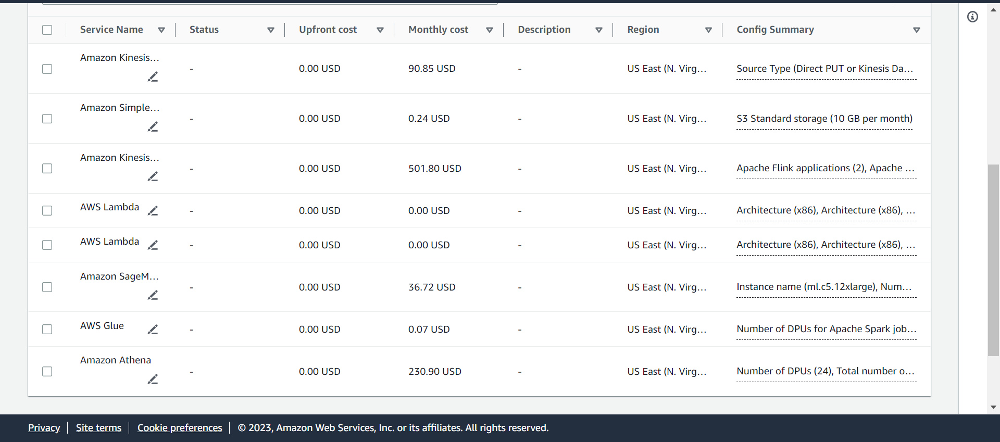 Service Name Status Upfront cost Monthly cost Description Region Config Summary
Amazon Kinesis...
- 0.00 USD 90.85 USD - US East (N. Virg... Source Type (Direct PUT or Kinesis Da...
Amazon Simple...
- 0.00 USD 0.24 USD - US East (N. Virg... S3 Standard storage (10 GB per month)
Amazon Kinesis...
- 0.00 USD 501.80 USD - US East (N. Virg... Apache Flink applications (2), Apache ...
AWS Lambda - 0.00 USD 0.00 USD - US East (N. Virg... Architecture (x86), Architecture (x86), ...
AWS Lambda - 0.00 USD 0.00 USD - US East (N. Virg... Architecture (x86), Architecture (x86), ...
Amazon SageM...
- 0.00 USD 36.72 USD - US East (N. Virg... Instance name (ml.c5.12xlarge), Num...
AWS Glue - 0.00 USD 0.07 USD - US East (N. Virg... Number of DPUs for Apache Spark job...
Amazon Athena
- 0.00 USD 230.90 USD - US East (N. Virg... Number of DPUs (24), Total number o...
Privacy Site terms Cookie preferences © 2023, Amazon Web Services, Inc. or its affiliates. All rights reserved.